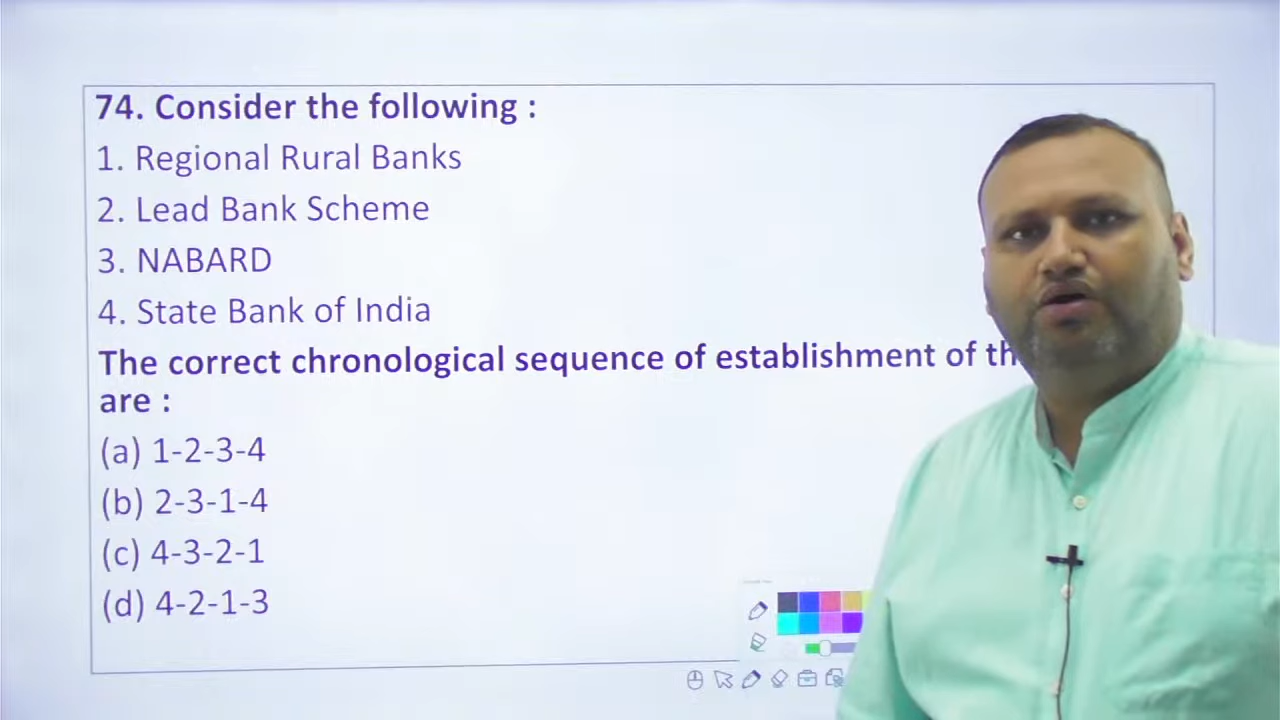 74. Consider the following :
1. Regional Rural Banks
2. Lead Bank Scheme
3. NABARD
4. State Bank of India
The correct chronological sequence of establishment of
are :
(a) 1-2-3-4
(b) 2-3-1-4
(c) 4-3-2-1
(d) 4-2-1-3